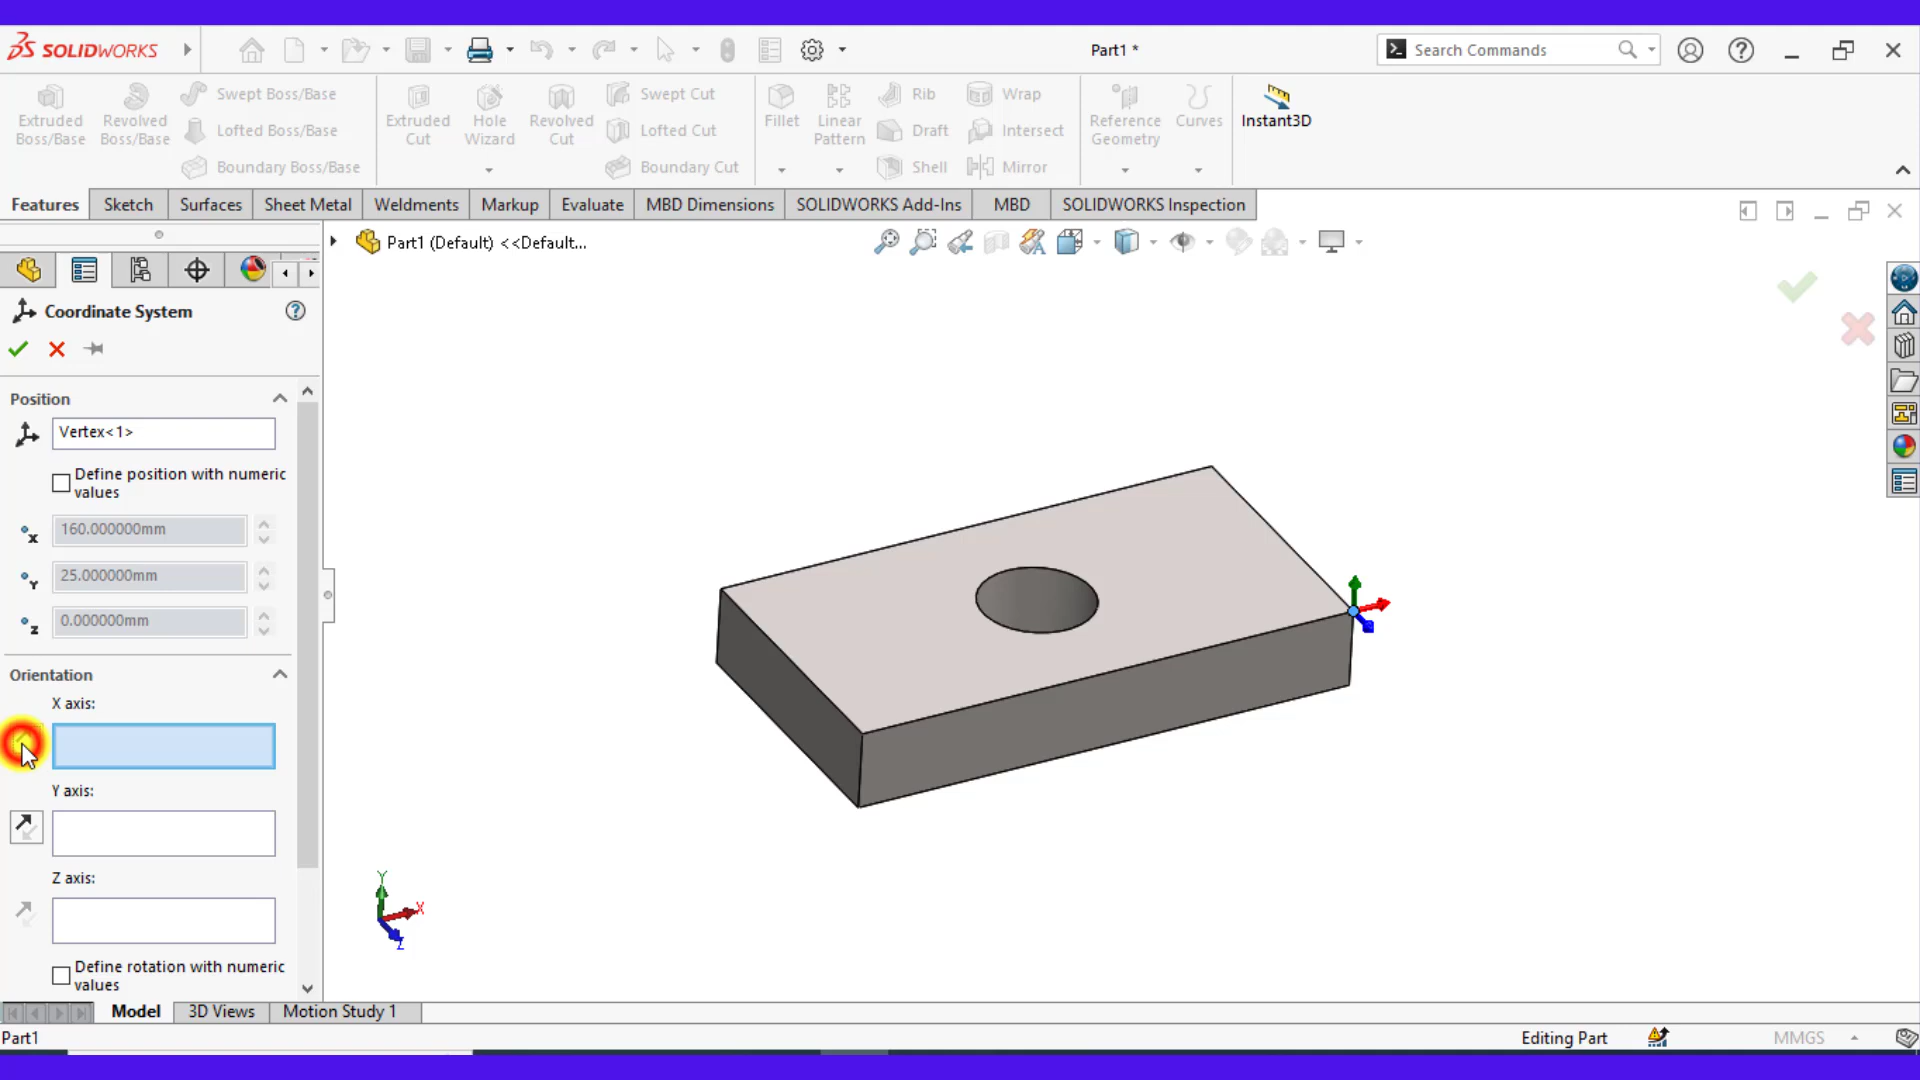 SOLIDWORKS
Part1 *
Search Commands
Extruded Boss/Base
Revolved Boss/Base
Swept Boss/Base
Lofted Boss/Base
Boundary Boss/Base
Extruded Cut
Hole Wizard
Revolved Cut
Swept Cut
Lofted Cut
Boundary Cut
Fillet
Linear Pattern
Rib
Draft
Shell
Wrap
Intersect
Mirror
Reference Geometry
Curves
Instant3D
Features
Sketch
Surfaces
Sheet Metal
Weldments
Markup
Evaluate
MBD Dimensions
SOLIDWORKS Add-Ins
MBD
SOLIDWORKS Inspection
Part1 (Default) <<Default...
Coordinate System
Position
Vertex<1>
Define position with numeric
values
X
160.000000mm
Y
25.000000mm
Z
0.000000mm
Orientation
X axis:
Y axis:
Z axis:
Define rotation with numeric
values
Y
X
Z
Model
3D Views
Motion Study 1
Part1
Editing Part
MMGS